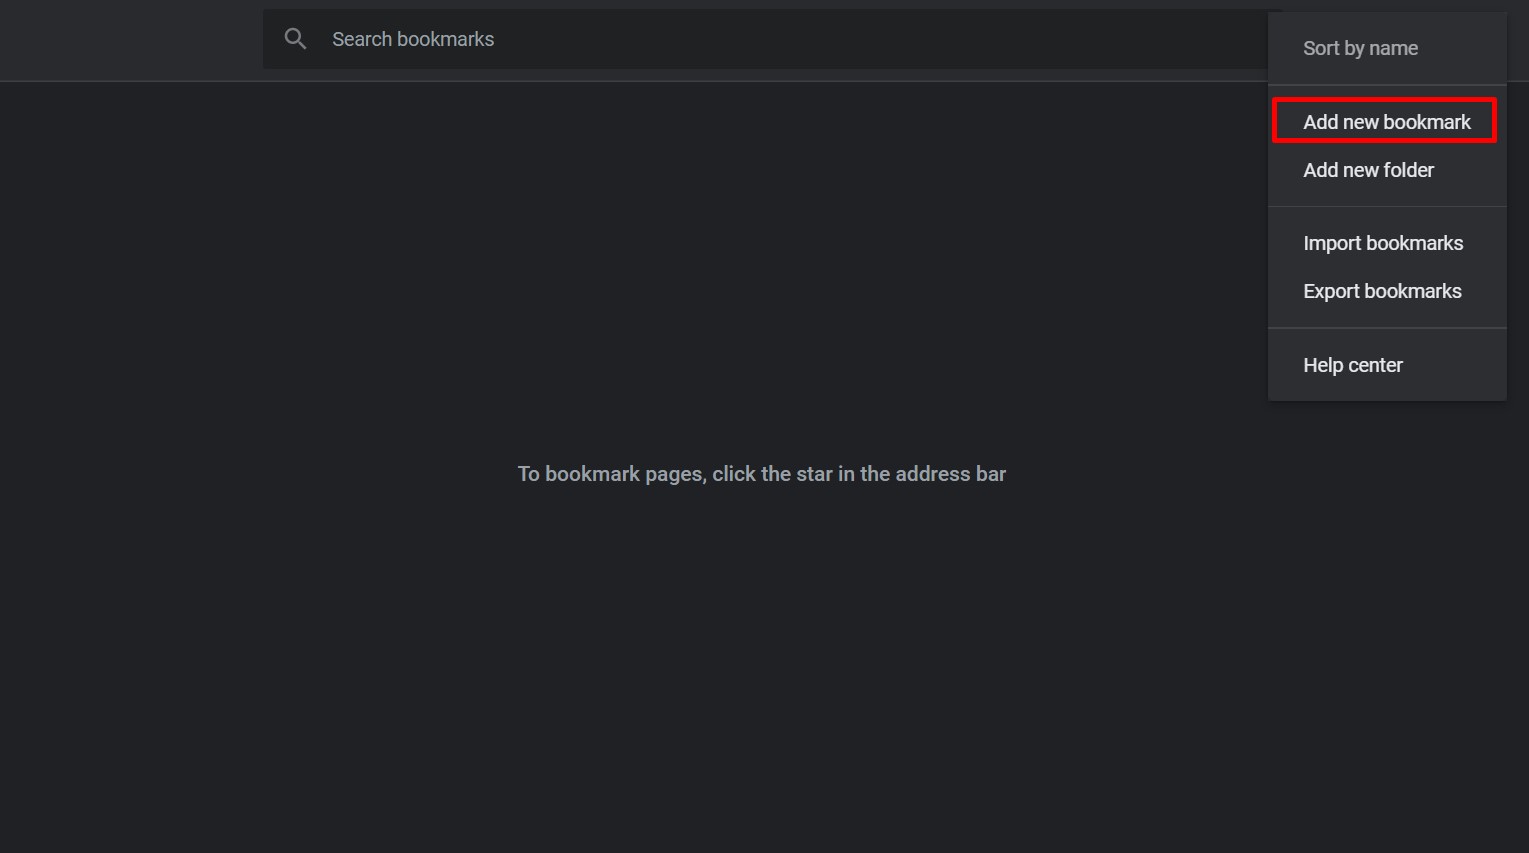 Search bookmarks
Sort by name
Add new bookmark
Add new folder
Import bookmarks
Export bookmarks
Help center
To bookmark pages, click the star in the address bar